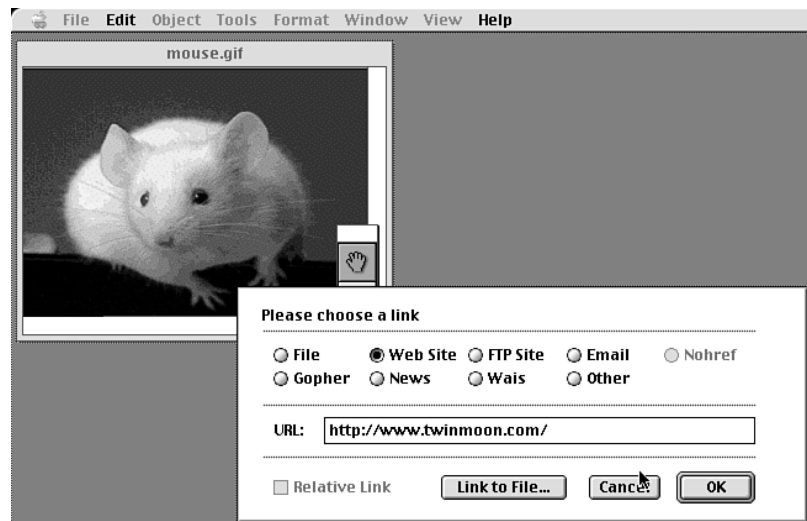 File Edit Object Tools Format Window View Help
mouse.gif
Please choose a link
File Web Site FTP Site Email Nohref
Gopher News Wais Other
URL: http://www.twinmoon.com/
Relative Link Link to File... Cancel OK